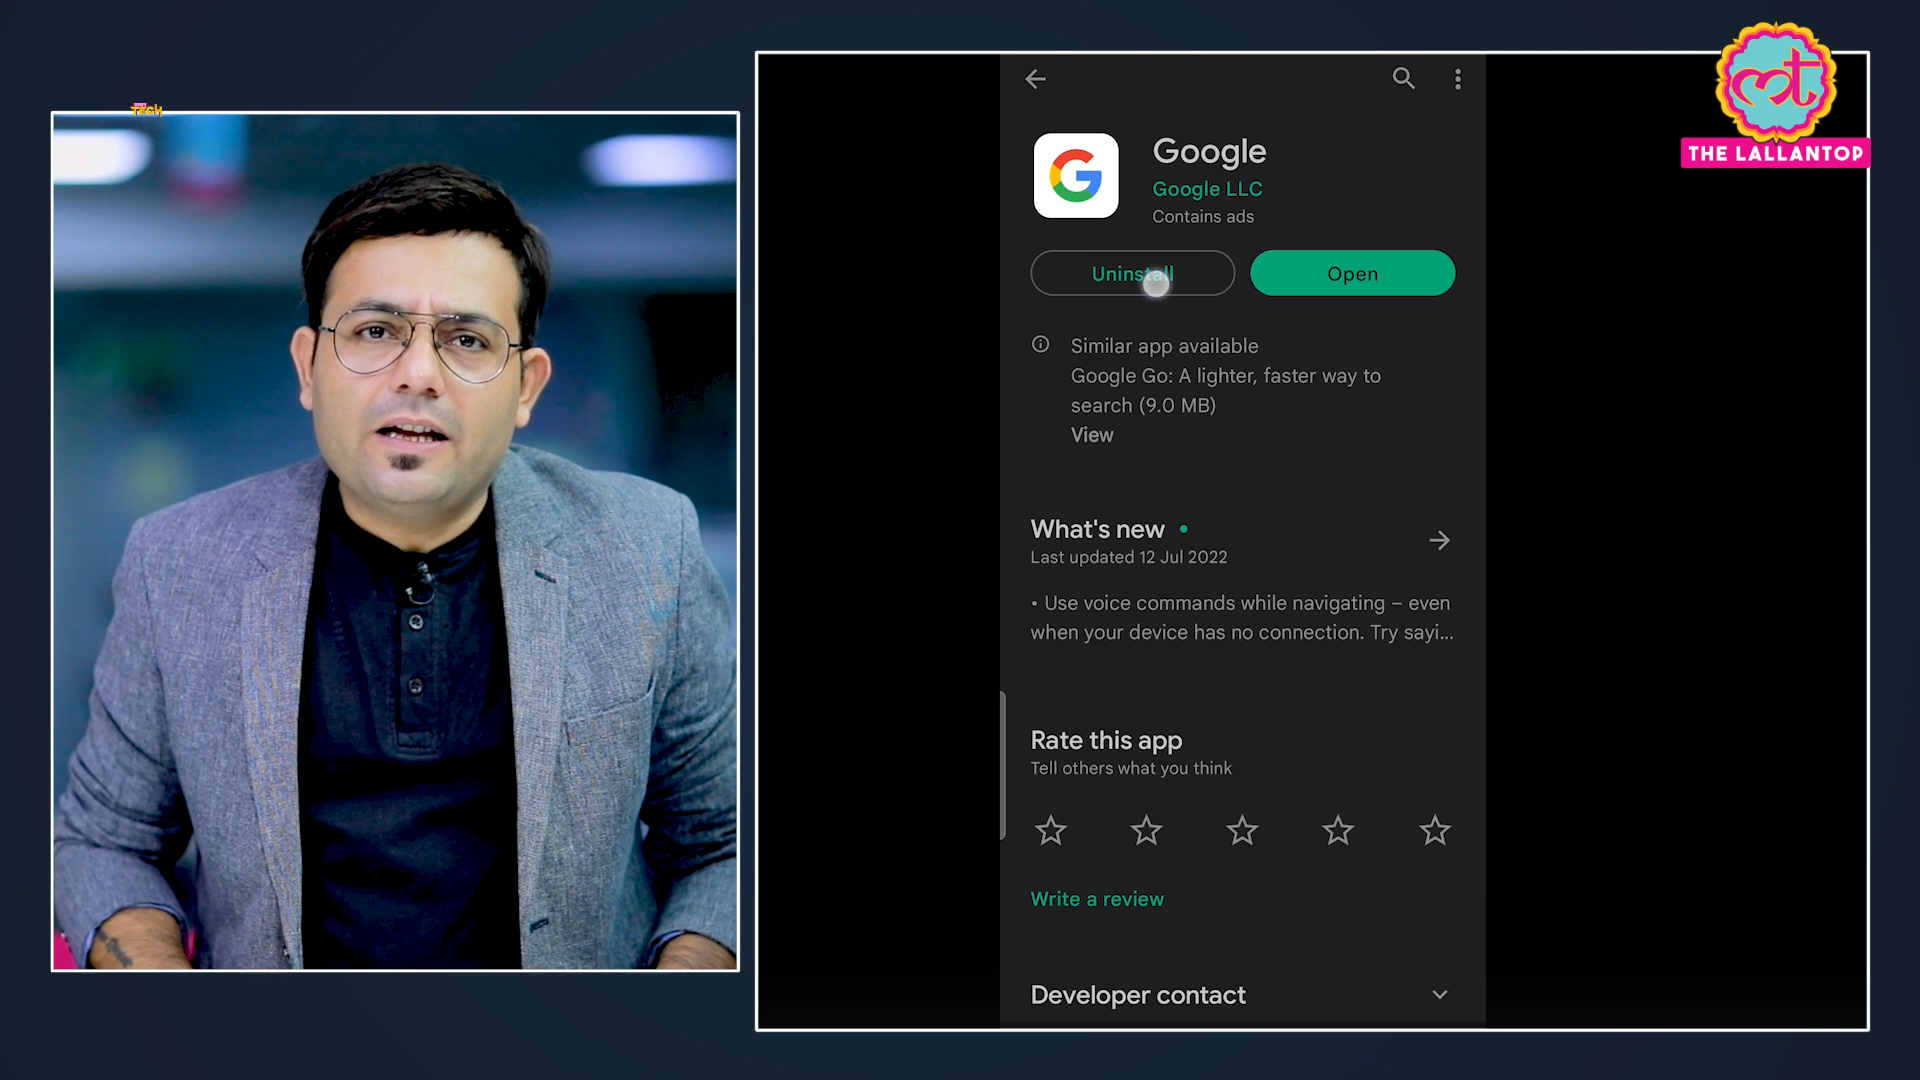 TECH
THE LALLANTOP
Google
Google LLC
Contains ads
Uninstall
Open
Similar app available
Google Go: A lighter, faster way to
search (9.0 MB)
View
What's new
Last updated 12 Jul 2022
• Use voice commands while navigating – even
when your device has no connection. Try sayi...
Rate this app
Tell others what you think
Write a review
Developer contact